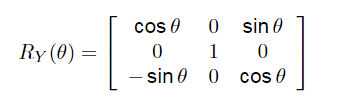 cos θ 0 sin θ
R_Y(θ) = 0 1 0
− sin θ 0 cos θ